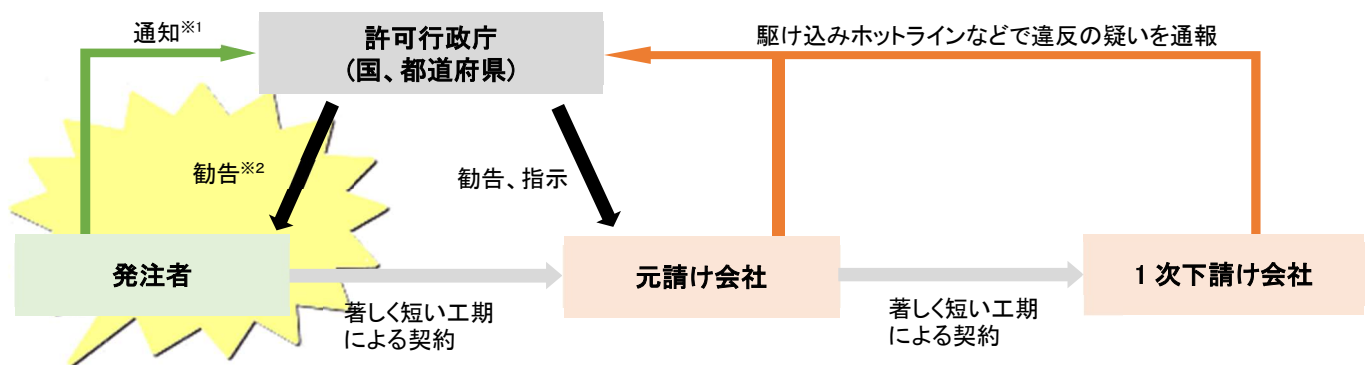 通知※1
許可行政庁
(国、都道府県)
駆け込みホットラインなどで違反の疑いを通報
勧告※2
勧告、指示
発注者
元請け会社
1次下請け会社
著しく短い工期
による契約
著しく短い工期
による契約